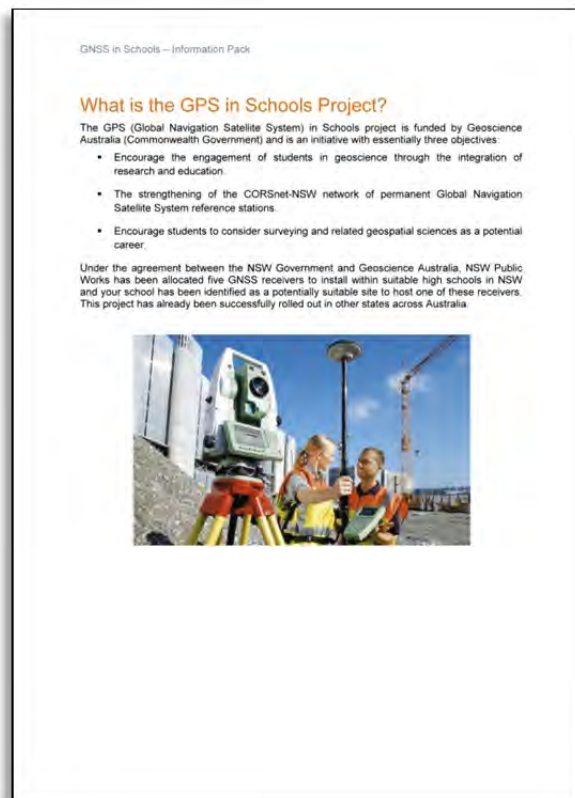 GNSS in Schools – Information Pack
What is the GPS in Schools Project?
The GPS (Global Navigation Satellite System) in Schools project is funded by Geoscience
Australia (Commonwealth Government) and is an initiative with essentially three objectives:
▪ Encourage the engagement of students in geoscience through the integration of
research and education.
▪ The strengthening of the CORSnet-NSW network of permanent Global Navigation
Satellite System reference stations.
▪ Encourage students to consider surveying and related geospatial sciences as a potential
career.
Under the agreement between the NSW Government and Geoscience Australia, NSW Public
Works has been allocated five GNSS receivers to install within suitable high schools in NSW
and your school has been identified as a potentially suitable site to host one of these receivers.
This project has already been successfully rolled out in other states across Australia.